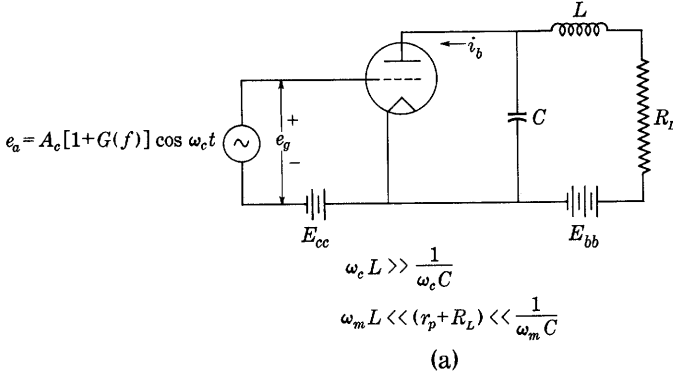 L
i_b
e_a = A_c[1+G(f)] cos ω_c t
+
e_g
−
C
R_L
E_cc
E_bb
ω_c L >> 1/(ω_c C)
ω_m L << (r_p + R_L) << 1/(ω_m C)
(a)